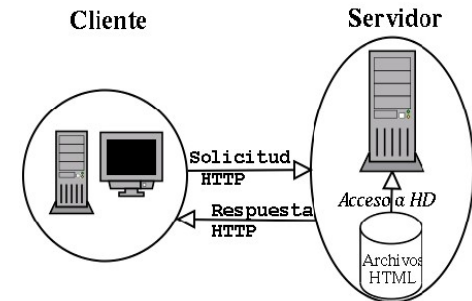 Cliente
Servidor
Solicitud
HTTP
Respuesta
HTTP
Acceso a HD
Archivos
HTML